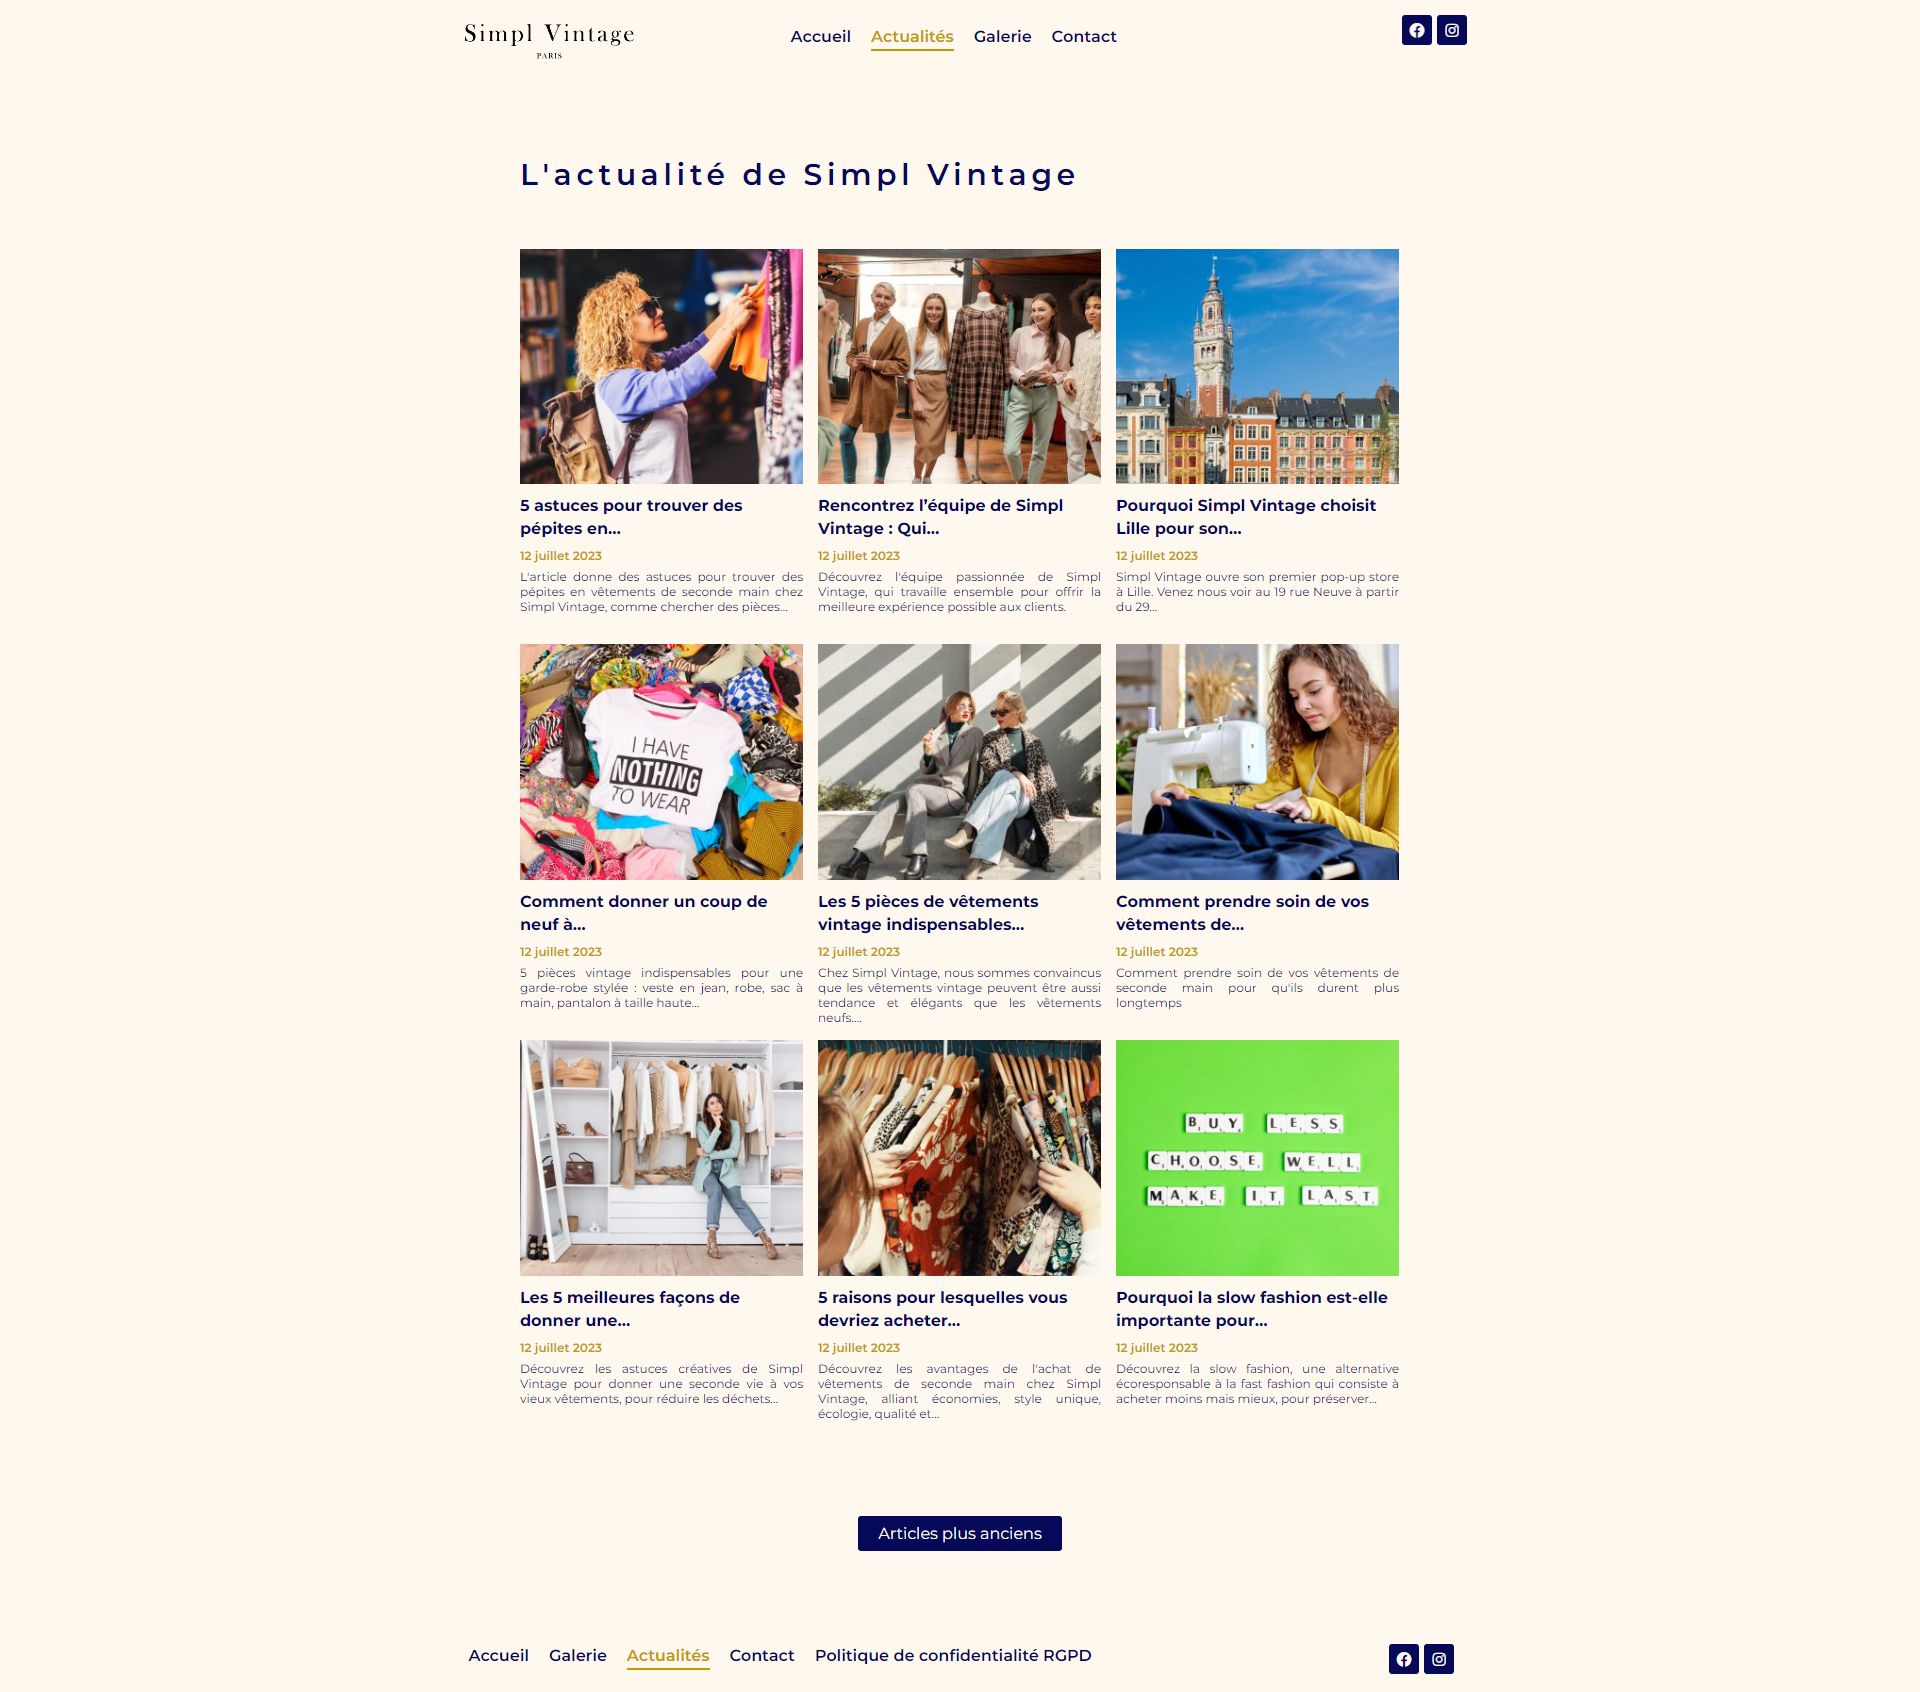 Simpl Vintage
PARIS
Accueil Actualités Galerie Contact
L'actualité de Simpl Vintage
5 astuces pour trouver des
pépites en...
12 juillet 2023
L'article donne des astuces pour trouver des
pépites en vêtements de seconde main chez
Simpl Vintage, comme chercher des pièces...
Rencontrez l’équipe de Simpl
Vintage : Qui...
12 juillet 2023
Découvrez l'équipe passionnée de Simpl
Vintage, qui travaille ensemble pour offrir la
meilleure expérience possible aux clients.
Pourquoi Simpl Vintage choisit
Lille pour son...
12 juillet 2023
Simpl Vintage ouvre son premier pop-up store
à Lille. Venez nous voir au 19 rue Neuve à partir
du 29...
I HAVE
NOTHING
TO WEAR
Comment donner un coup de
neuf à...
12 juillet 2023
5 pièces vintage indispensables pour une
garde-robe stylée : veste en jean, robe, sac à
main, pantalon à taille haute...
Les 5 pièces de vêtements
vintage indispensables...
12 juillet 2023
Chez Simpl Vintage, nous sommes convaincus
que les vêtements vintage peuvent être aussi
tendance et élégants que les vêtements
neufs....
Comment prendre soin de vos
vêtements de...
12 juillet 2023
Comment prendre soin de vos vêtements de
seconde main pour qu'ils durent plus
longtemps
Les 5 meilleures façons de
donner une...
12 juillet 2023
Découvrez les astuces créatives de Simpl
Vintage pour donner une seconde vie à vos
vieux vêtements, pour réduire les déchets...
5 raisons pour lesquelles vous
devriez acheter...
12 juillet 2023
Découvrez les avantages de l'achat de
vêtements de seconde main chez Simpl
Vintage, alliant économies, style unique,
écologie, qualité et...
BUY LESS
CHOOSE WELL
MAKE IT LAST
Pourquoi la slow fashion est-elle
importante pour...
12 juillet 2023
Découvrez la slow fashion, une alternative
écoresponsable à la fast fashion qui consiste à
acheter moins mais mieux, pour préserver...
Articles plus anciens
Accueil Galerie Actualités Contact Politique de confidentialité RGPD